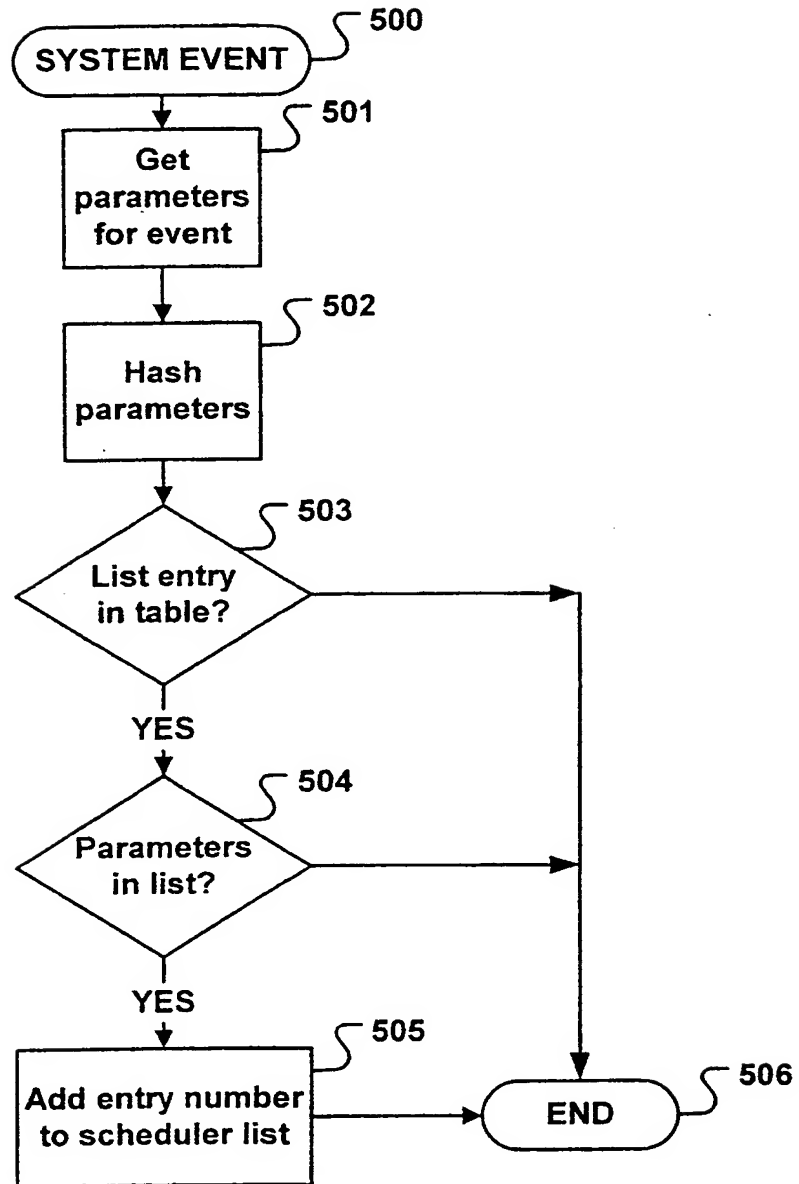 500
SYSTEM EVENT
501
Get
parameters
for event
502
Hash
parameters
503
List entry
in table?
YES
504
Parameters
in list?
YES
505
Add entry number
to scheduler list
506
END